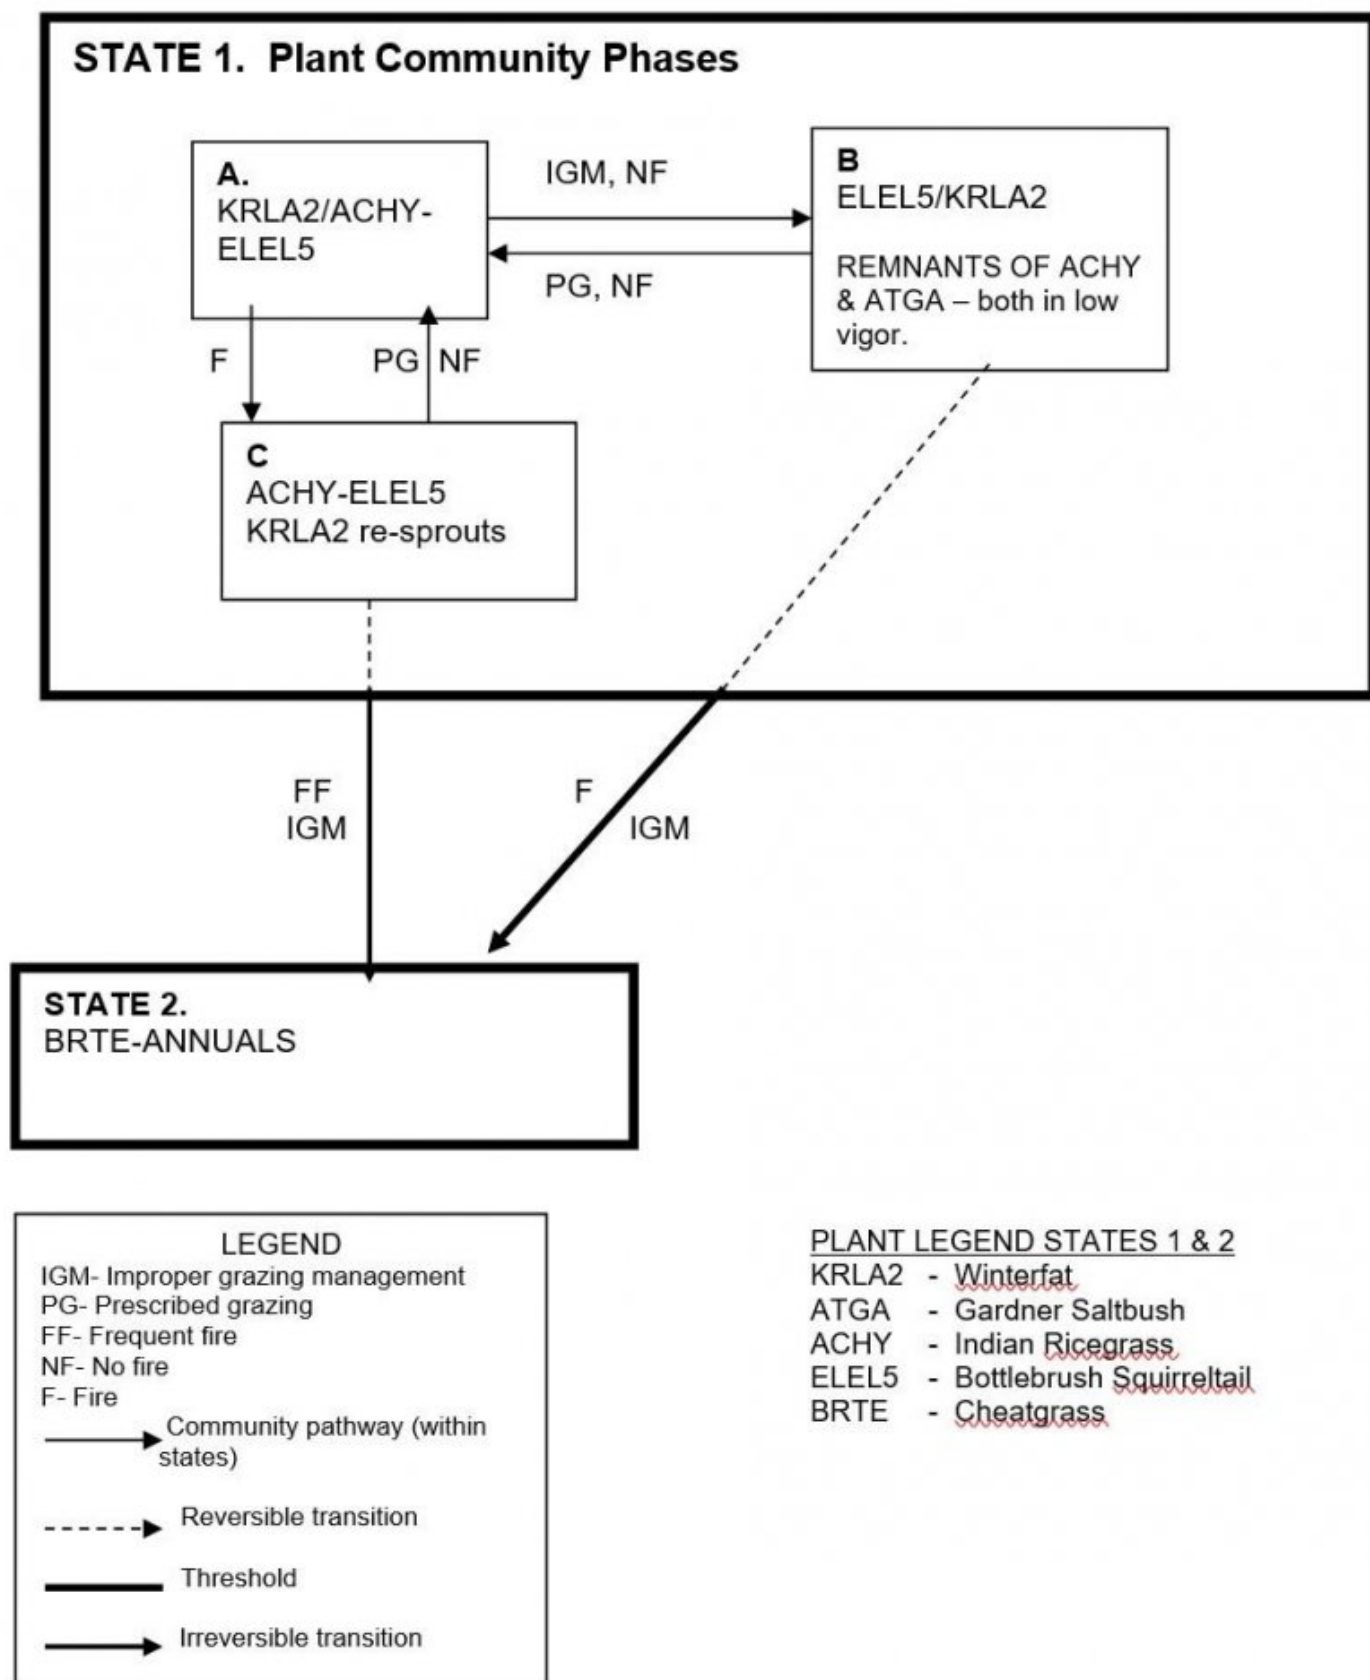 STATE 1. Plant Community Phases
A.
KRLA2/ACHY-
ELEL5
IGM, NF
PG, NF
B
ELEL5/KRLA2
REMNANTS OF ACHY
& ATGA – both in low
vigor.
F
PG NF
C
ACHY-ELEL5
KRLA2 re-sprouts
FF
IGM
F
IGM
STATE 2.
BRTE-ANNUALS
LEGEND
IGM- Improper grazing management
PG- Prescribed grazing
FF- Frequent fire
NF- No fire
F- Fire
Community pathway (within
states)
Reversible transition
Threshold
Irreversible transition
PLANT LEGEND STATES 1 & 2
KRLA2 - Winterfat
ATGA - Gardner Saltbush
ACHY - Indian Ricegrass
ELEL5 - Bottlebrush Squirreltail
BRTE - Cheatgrass